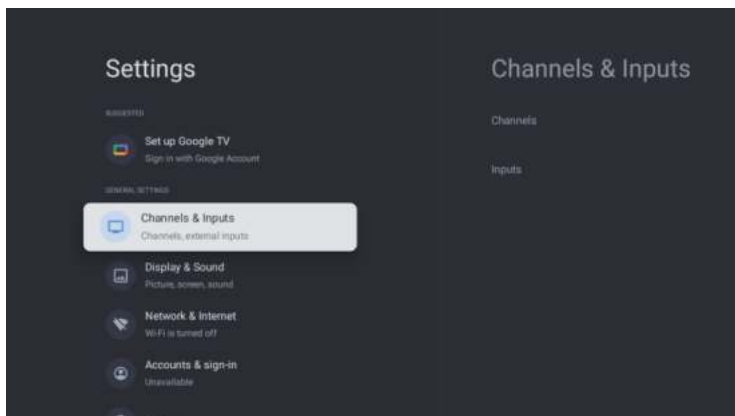 Settings
SUGGESTED
Set up Google TV
Sign in with Google Account
GENERAL SETTINGS
Channels & Inputs
Channels, external inputs
Display & Sound
Picture, screen, sound
Network & Internet
Wi-Fi is turned off
Accounts & sign-in
Unavailable
Channels & Inputs
Channels
Inputs